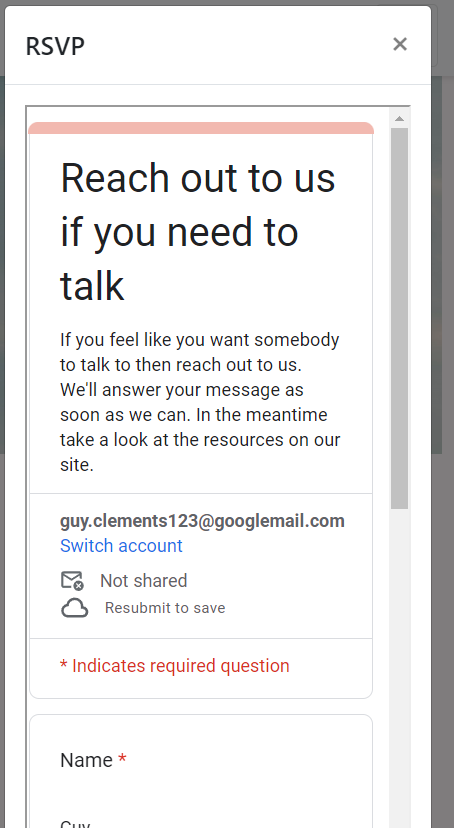 RSVP
Reach out to us
if you need to
talk
If you feel like you want somebody
to talk to then reach out to us.
We'll answer your message as
soon as we can. In the meantime
take a look at the resources on our
site.
guy.clements123@googlemail.com
Switch account
Not shared
Resubmit to save
* Indicates required question
Name *
Guy